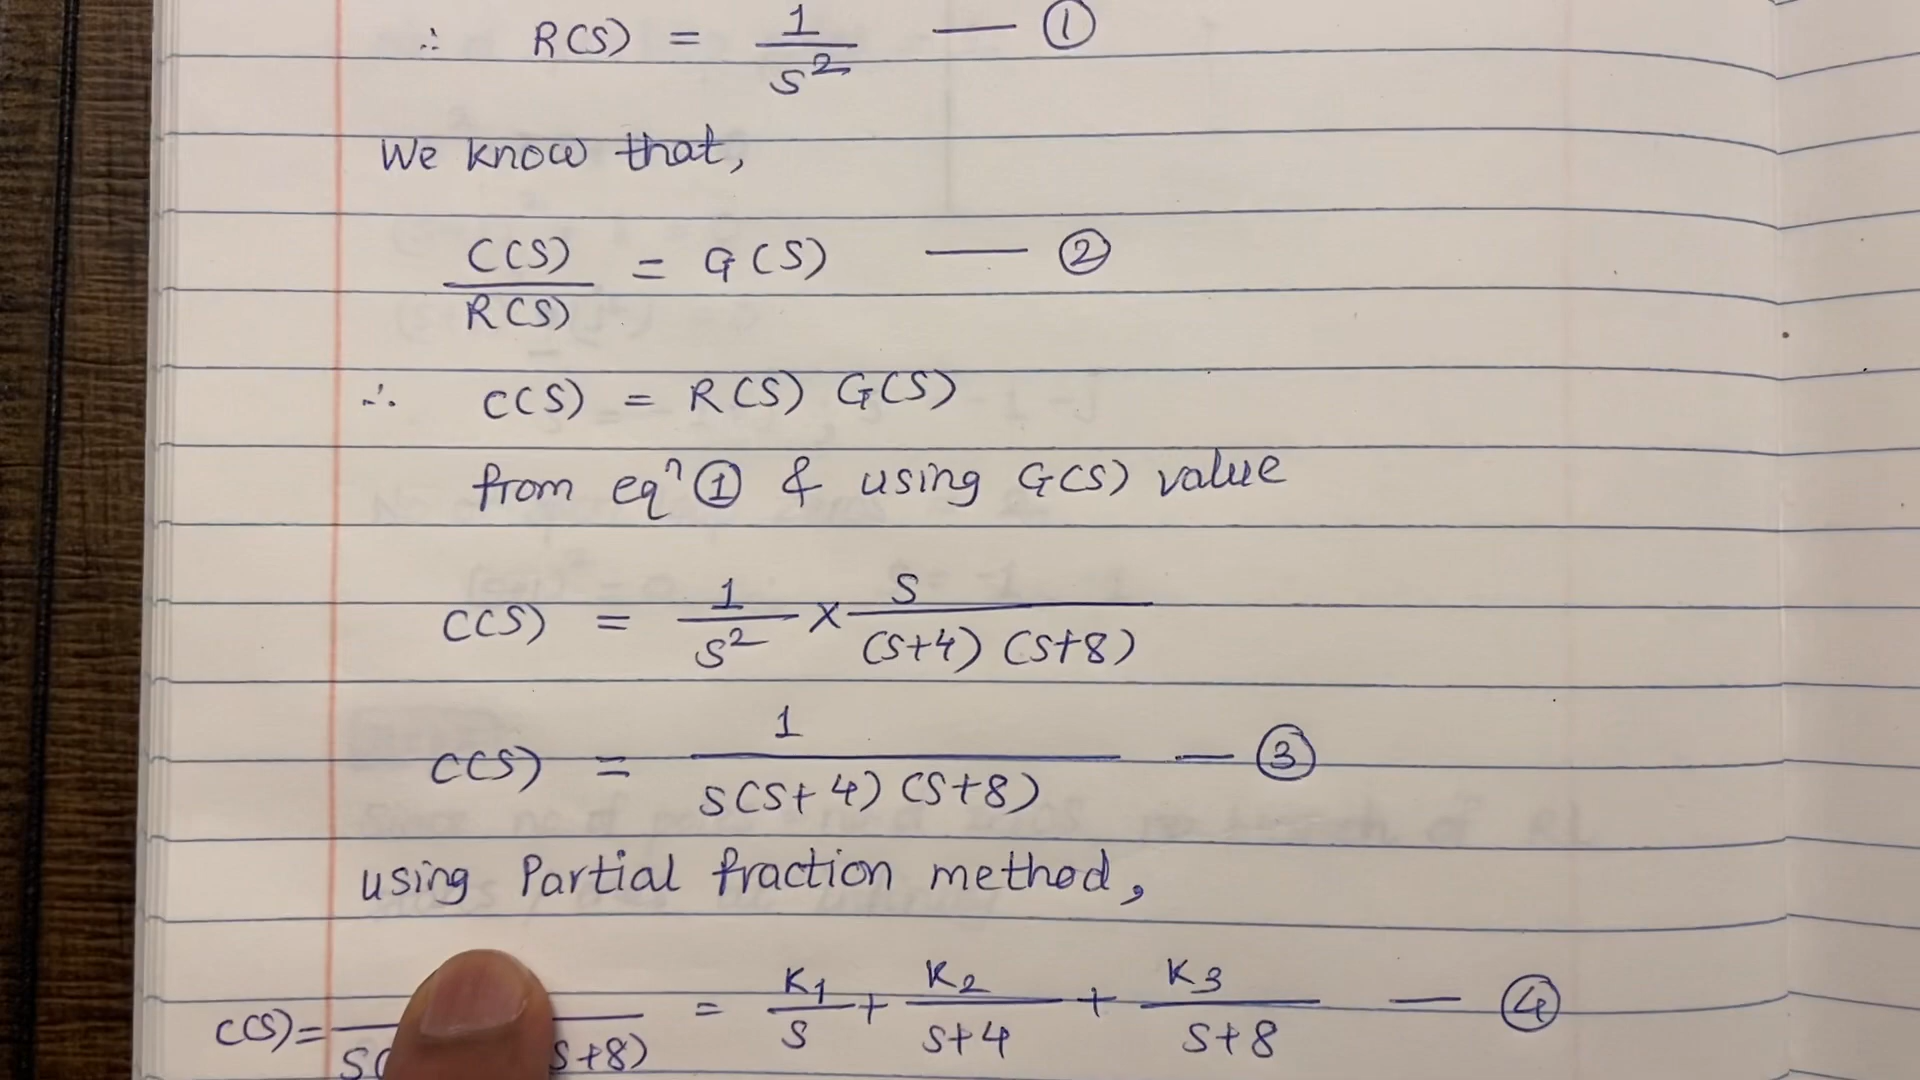 ∴ R(S) = 1/S² — ①
We know that,
C(S)/R(S) = G(S) — ②
∴ C(S) = R(S) G(S)
from eqⁿ ① & using G(S) value
C(S) = 1/S² × S/(S+4) (S+8)
C(S) = 1/S(S+4) (S+8) — ③
using Partial fraction method,
C(S) = /S( S+8) = K₁/S + K₂/S+4 + K₃/S+8 — ④